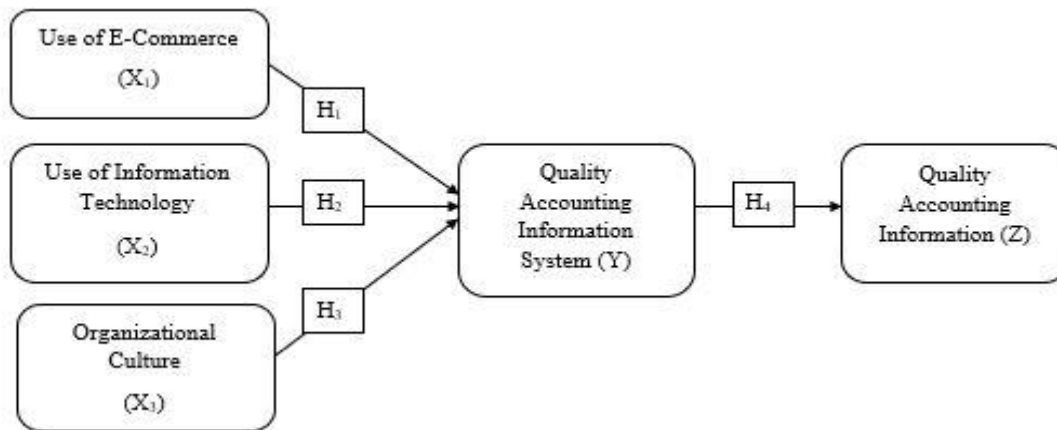 Use of E-Commerce
(X₁)
H₁
Use of Information
Technology
(X₂)
H₂
Organizational
Culture
(X₃)
H₃
Quality
Accounting
Information
System (Y)
H₄
Quality
Accounting
Information (Z)